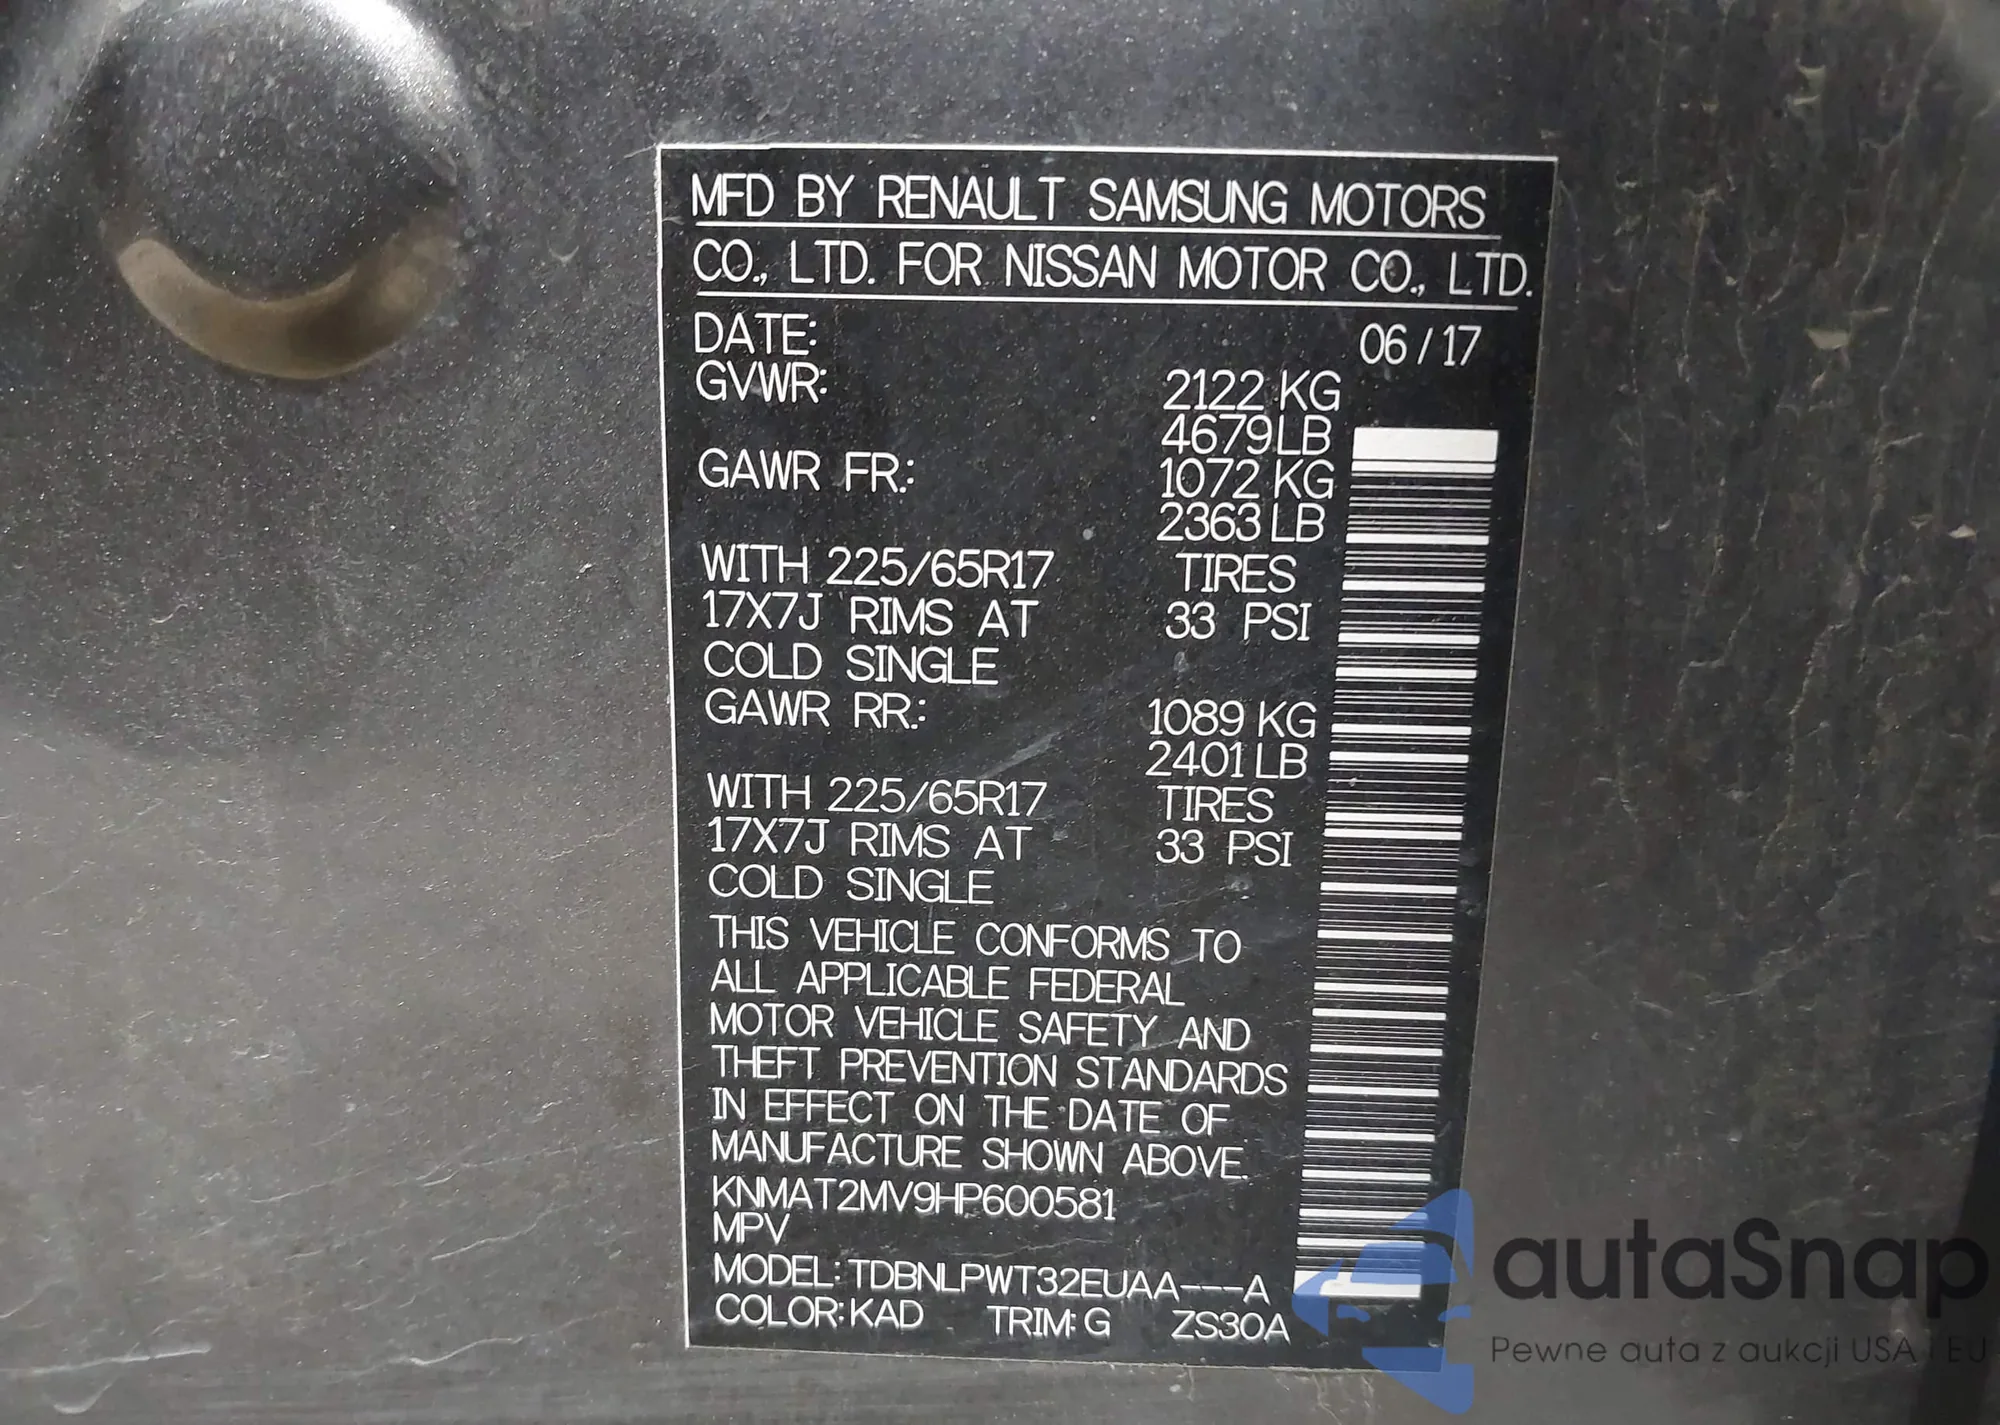 MFD BY RENAULT SAMSUNG MOTORS
CO., LTD. FOR NISSAN MOTOR CO., LTD.
DATE: 06/17
GVWR: 2122 KG
4679 LB
GAWR FR.: 1072 KG
2363 LB
WITH 225/65R17 TIRES
17X7J RIMS AT 33 PSI
COLD SINGLE
GAWR RR.: 1089 KG
2401 LB
WITH 225/65R17 TIRES
17X7J RIMS AT 33 PSI
COLD SINGLE
THIS VEHICLE CONFORMS TO
ALL APPLICABLE FEDERAL
MOTOR VEHICLE SAFETY AND
THEFT PREVENTION STANDARDS
IN EFFECT ON THE DATE OF
MANUFACTURE SHOWN ABOVE.
KNMAT2MV9HP600581
MPV
MODEL: TDBNLPWT32EUAA---A
COLOR: KAD TRIM: G ZS30A
autaSnap
Pewne auta z aukcji USA i EU